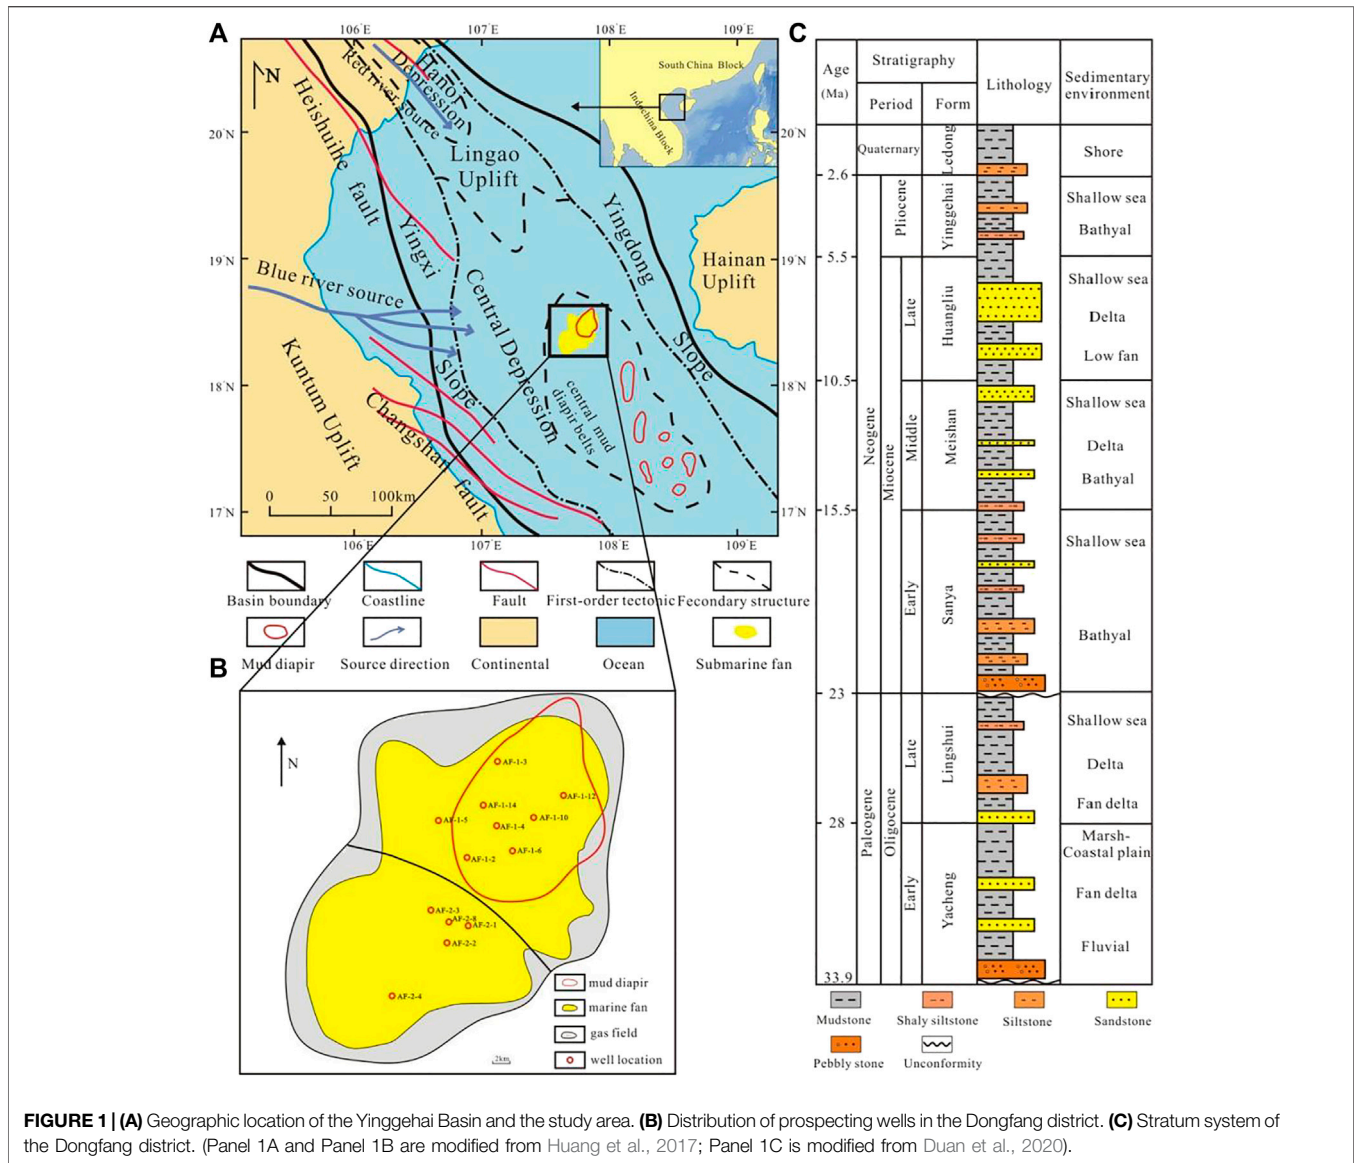 A
106°E
107°E
108°E
109°E
N
20°N
19°N
18°N
17°N
20°N
19°N
18°N
17°N
Red river source
Hanoi
Depression
Heishuihe
fault
Lingao
Uplift
Yingxi
Slope
Yingdong
Slope
Hainan
Uplift
Blue river source
Central Depression
central mud
diapir belts
Kuntum Uplift
Changshan
fault
South China Block
Indochina Block
0 50 100km
106°E
107°E
108°E
109°E
Basin boundary
Coastline
Fault
First-order tectonic
Fecondary structure
Mud diapir
Source direction
Continental
Ocean
Submarine fan
B
N
AF-1-3
AF-1-12
AF-1-14
AF-1-5
AF-1-4
AF-1-10
AF-1-2
AF-1-6
AF-2-3
AF-2-8
AF-2-1
AF-2-2
AF-2-4
mud diapir
marine fan
gas field
well location
2km
C
Age
(Ma)
Stratigraphy
Period
Form
Lithology
Sedimentary
environment
Quaternary
Ledong
Shore
2.6
Pliocene
Yinggehai
Shallow sea
Bathyal
5.5
Neogene
Miocene
Late
Huangliu
Shallow sea
Delta
Low fan
10.5
Middle
Meishan
Shallow sea
Delta
Bathyal
15.5
Early
Sanya
Shallow sea
Bathyal
23
Paleogene
Oligocene
Late
Lingshui
Shallow sea
Delta
Fan delta
28
Early
Yacheng
Marsh-
Coastal plain
Fan delta
Fluvial
33.9
Mudstone
Shaly siltstone
Siltstone
Sandstone
Pebbly stone
Unconformity
FIGURE 1 | (A) Geographic location of the Yinggehai Basin and the study area. (B) Distribution of prospecting wells in the Dongfang district. (C) Stratum system of
the Dongfang district. (Panel 1A and Panel 1B are modified from Huang et al., 2017; Panel 1C is modified from Duan et al., 2020).